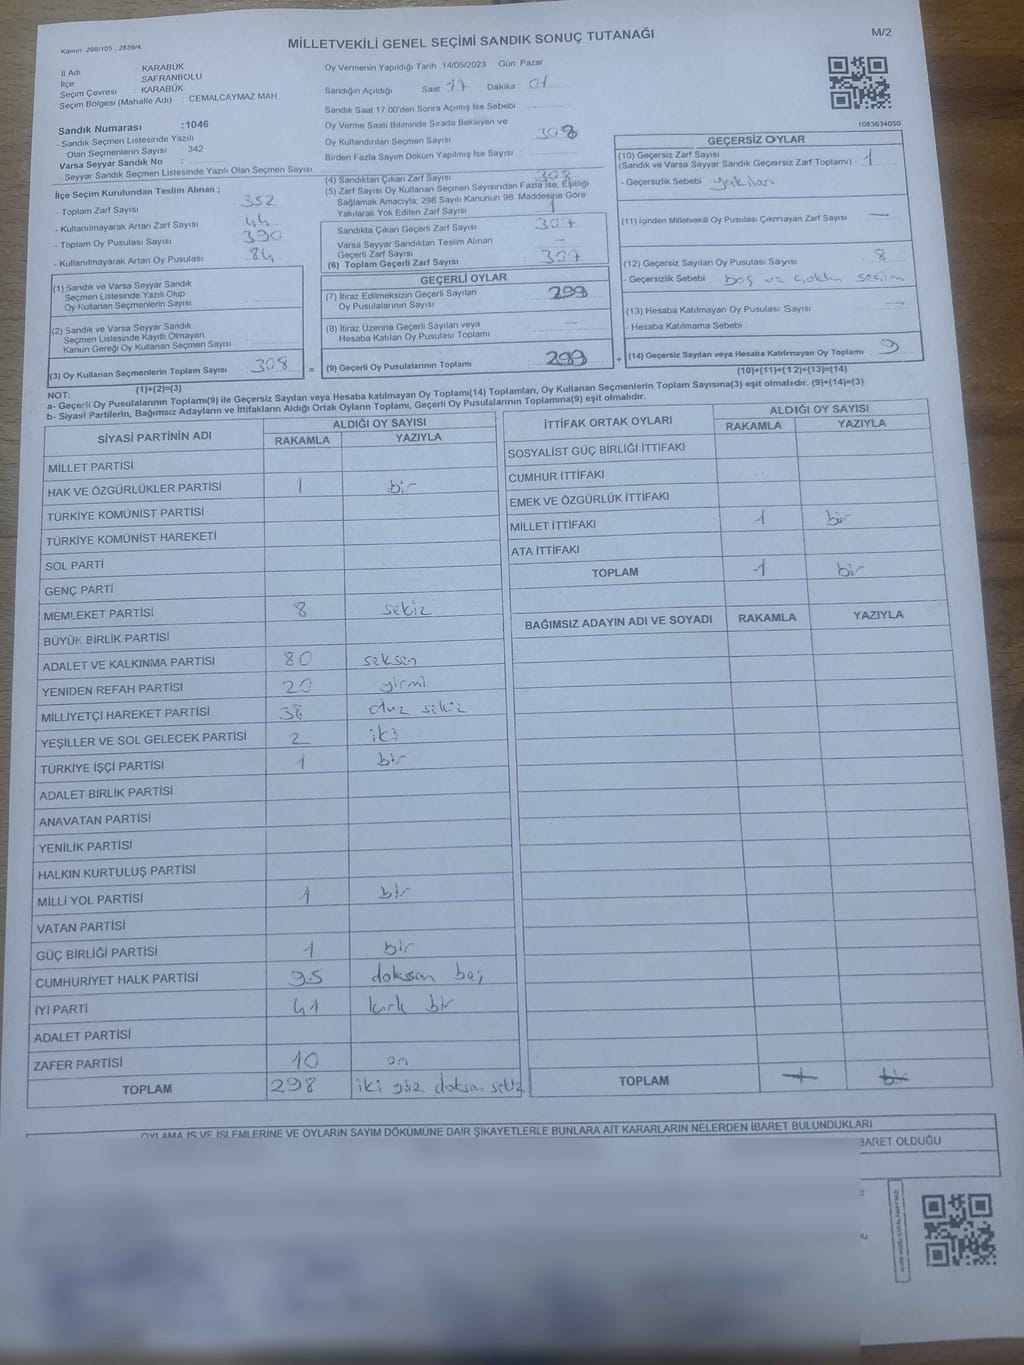 Kanun: 298/105 , 2839/4
MİLLETVEKİLİ GENEL SEÇİMİ SANDIK SONUÇ TUTANAĞI
M/2
İl Adı : KARABÜK
İlçe SAFRANBOLU
Seçim Çevresi : KARABÜK
Seçim Bölgesi (Mahalle Adı) : CEMALCAYMAZ MAH
Sandık Numarası :1046
- Sandık Seçmen Listesinde Yazılı
Olan Seçmenlerin Sayısı : 342
Varsa Seyyar Sandık No :
- Seyyar Sandık Seçmen Listesinde Yazılı Olan Seçmen Sayısı :
Oy Vermenin Yapıldığı Tarih :14/05/2023 Gün: Pazar
Sandığın Açıldığı Saat : 17 Dakika : 01
Sandık Saat 17.00'den Sonra Açımış İse Sebebi :
Oy Verme Saati Bitiminde Sırada Bekleyen ve
Oy Kullandırılan Seçmen Sayısı : 308
Birden Fazla Sayım Döküm Yapılmış İse Sayısı :
1083634050
İlçe Seçim Kurulundan Teslim Alınan ;
- Toplam Zarf Sayısı 352
- Kullanılmayarak Artan Zarf Sayısı : 44
- Toplam Oy Pusulası Sayısı : 390
- Kullanılmayarak Artan Oy Pusulası : 84
(1) Sandık ve Varsa Seyyar Sandık
Seçmen Listesinde Yazılı Olup
Oy Kullanan Seçmenlerin Sayısı
(2) Sandık ve Varsa Seyyar Sandık
Seçmen Listesinde Kayıtlı Olmayan
Kanun Gereği Oy Kullanan Seçmen Sayısı
(3) Oy Kullanan Seçmenlerin Toplam Sayısı 308
(1)+(2)=(3)
(4) Sandıktan Çıkan Zarf Sayısı 308
(5) Zarf Sayısı Oy Kullanan Seçmen Sayısından Fazla İse, Eşitliği
Sağlamak Amacıyla; 298 Sayılı Kanunun 98. Maddesine Göre
Yakılarak Yok Edilen Zarf Sayısı 1
Sandıkta Çıkan Geçerli Zarf Sayısı : 307
Varsa Seyyar Sandıktan Teslim Alınan
Geçerli Zarf Sayısı : —
(6) Toplam Geçerli Zarf Sayısı : 307
GEÇERLİ OYLAR
(7) İtiraz Edilmeksizin Geçerli Sayılan
Oy Pusulalarının Sayısı 299
(8) İtiraz Üzerine Geçerli Sayılan veya
Hesaba Katılan Oy Pusulası Toplamı —
= (9) Geçerli Oy Pusulalarının Toplamı 299
GEÇERSİZ OYLAR
(10) Geçersiz Zarf Sayısı
(Sandık ve Varsa Seyyar Sandık Geçersiz Zarf Toplamı) : 1
- Geçersizlik Sebebi : yakılan
(11) İçinden Milletvekili Oy Pusulası Çıkmayan Zarf Sayısı : —
(12) Geçersiz Sayılan Oy Pusulası Sayısı : 8
- Geçersizlik Sebebi : boş ve seçim
(13) Hesaba Katılmayan Oy Pusulası Sayısı : —
- Hesaba Katılmama Sebebi :
+ (14) Geçersiz Sayılan veya Hesaba Katılmayan Oy Toplamı : 9
(10)+(11)+(12)+(13)=(14)
NOT:
a- Geçerli Oy Pusulalarının Toplamı(9) ile Geçersiz Sayılan veya Hesaba katılmayan Oy Toplamı(14) Toplamları, Oy Kullanan Seçmenlerin Toplam Sayısına(3) eşit olmalıdır. (9)+(14)=(3)
b- Siyasi Partilerin, Bağımsız Adayların ve İttifakların Aldığı Ortak Oyların Toplamı, Geçerli Oy Pusulalarının Toplamına(9) eşit olmalıdır.
SİYASİ PARTİNİN ADI ALDIĞI OY SAYISI
RAKAMLA YAZIYLA
MİLLET PARTİSİ
HAK VE ÖZGÜRLÜKLER PARTİSİ 1 bir
TÜRKİYE KOMÜNİST PARTİSİ
TÜRKİYE KOMÜNİST HAREKETİ
SOL PARTİ
GENÇ PARTİ
MEMLEKET PARTİSİ 8 sekiz
BÜYÜK BİRLİK PARTİSİ
ADALET VE KALKINMA PARTİSİ 80 seksen
YENİDEN REFAH PARTİSİ 20 yirmi
MİLLİYETÇİ HAREKET PARTİSİ 38 otuz sekiz
YEŞİLLER VE SOL GELECEK PARTİSİ 2 iki
TÜRKİYE İŞÇİ PARTİSİ 1 bir
ADALET BİRLİK PARTİSİ
ANAVATAN PARTİSİ
YENİLİK PARTİSİ
HALKIN KURTULUŞ PARTİSİ
MİLLİ YOL PARTİSİ 1 bir
VATAN PARTİSİ
GÜÇ BİRLİĞİ PARTİSİ 1 bir
CUMHURİYET HALK PARTİSİ 95 doksan beş
İYİ PARTİ 41 kırk bir
ADALET PARTİSİ
ZAFER PARTİSİ 10 on
TOPLAM 298 iki yüz doksan sekiz
İTTİFAK ORTAK OYLARI ALDIĞI OY SAYISI
RAKAMLA YAZIYLA
SOSYALİST GÜÇ BİRLİĞİ İTTİFAKI
CUMHUR İTTİFAKI
EMEK VE ÖZGÜRLÜK İTTİFAKI
MİLLET İTTİFAKI 1 bir
ATA İTTİFAKI
TOPLAM 1 bir
BAĞIMSIZ ADAYIN ADI VE SOYADI RAKAMLA YAZIYLA
TOPLAM 1 bir
OYLAMA İŞ VE İŞLEMLERİNE VE OYLARIN SAYIM DÖKÜMÜNE DAİR ŞİKAYETLERLE BUNLARA AİT KARARLARIN NELERDEN İBARET BULUNDUKLARI
BARET OLDUĞU